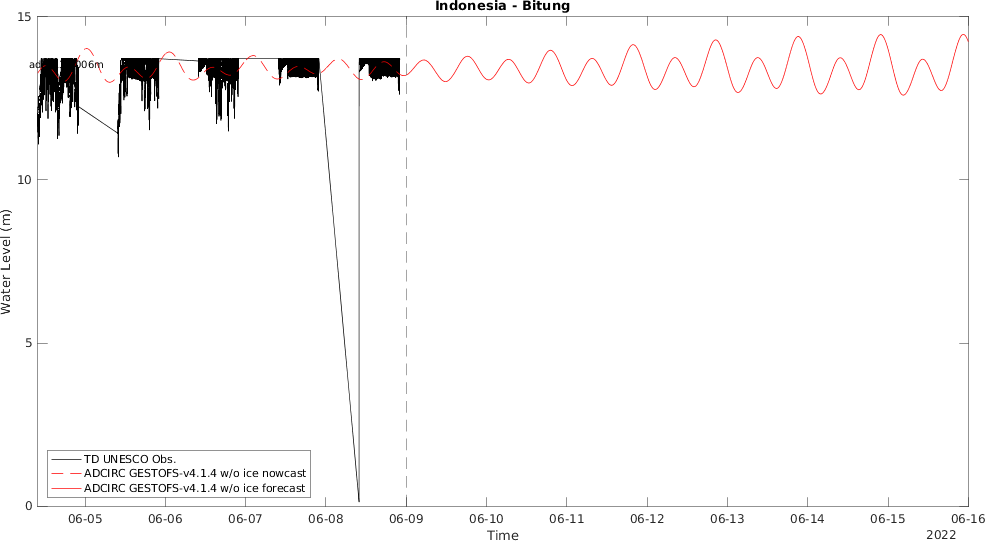 Indonesia - Bitung
15
10
5
0
Water Level (m)
TD UNESCO Obs.
ADCIRC GESTOFS-v4.1.4 w/o ice nowcast
ADCIRC GESTOFS-v4.1.4 w/o ice forecast
06-05 06-06 06-07 06-08 06-09 06-10 06-11 06-12 06-13 06-14 06-15 06-16
Time
2022